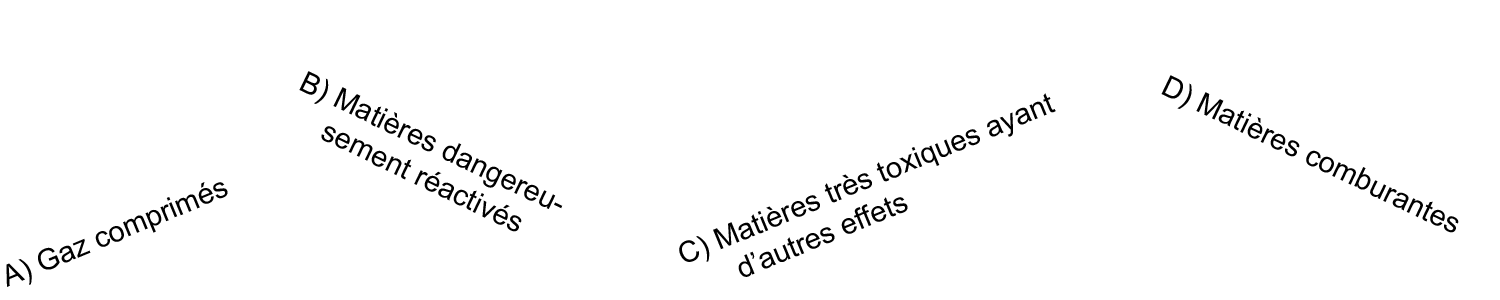 A) Gaz comprimés
B) Matières dangereu-
sement réactivés
C) Matières très toxiques ayant
d’autres effets
D) Matières comburantes